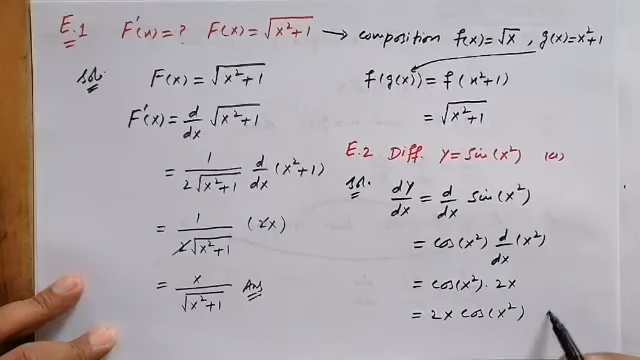 E.1 F'(x)=? F(x)=√(x²+1) → composition f(x)=√x, g(x)=x²+1
Sol:
F(x) = √(x²+1)
F'(x) = d/dx √(x²+1)
= 1/(2√(x²+1)) d/dx (x²+1)
= 1/(2√(x²+1)) (2x)
= x/√(x²+1) Ans
f(g(x)) = f(x²+1)
= √(x²+1)
E.2 Diff. Y=Sin(x²) (a)
Sol.
dY/dx = d/dx Sin(x²)
= cos(x²) d/dx (x²)
= cos(x²) · 2x
= 2x cos(x²)